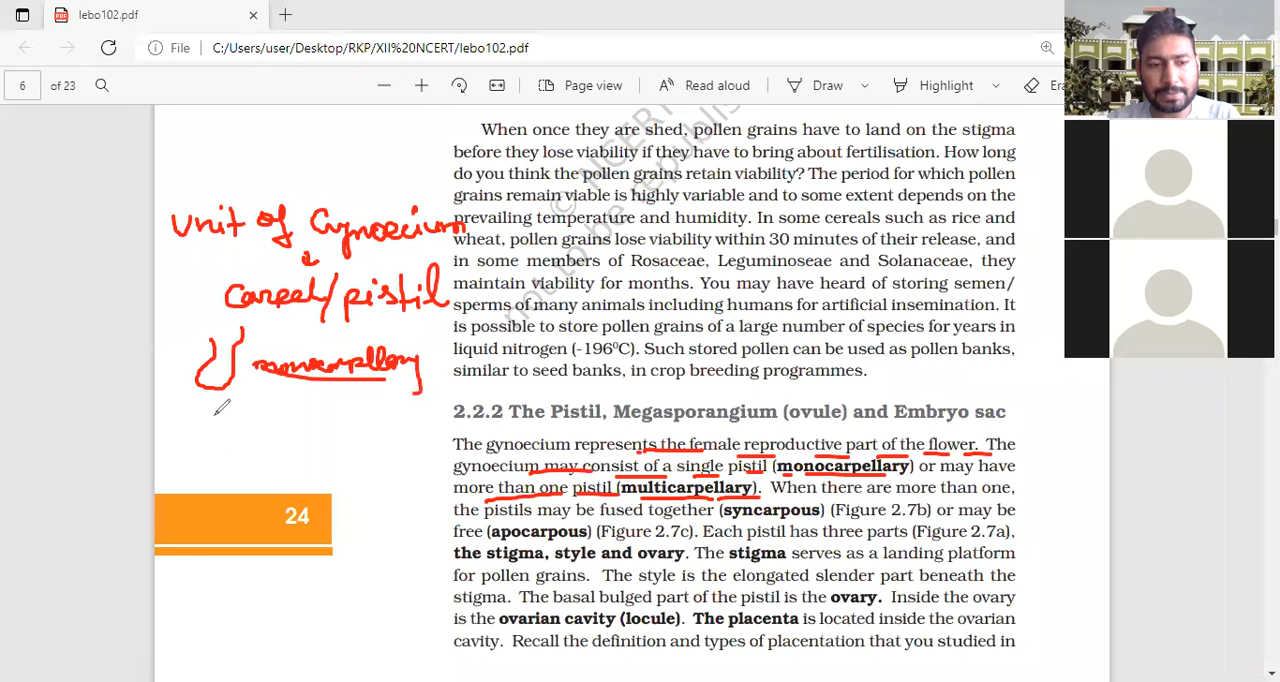 lebo102.pdf
File C:/Users/user/Desktop/RKP/XII%20NCERT/lebo102.pdf
6 of 23 Page view Read aloud Draw Highlight Era
When once they are shed, pollen grains have to land on the stigma
before they lose viability if they have to bring about fertilisation. How long
do you think the pollen grains retain viability? The period for which pollen
grains remain viable is highly variable and to some extent depends on the
prevailing temperature and humidity. In some cereals such as rice and
wheat, pollen grains lose viability within 30 minutes of their release, and
in some members of Rosaceae, Leguminoseae and Solanaceae, they
maintain viability for months. You may have heard of storing semen/
sperms of many animals including humans for artificial insemination. It
is possible to store pollen grains of a large number of species for years in
liquid nitrogen (-196⁰C). Such stored pollen can be used as pollen banks,
similar to seed banks, in crop breeding programmes.
Unit of Gynoecium
Carpel/pistil
monocarpellary
2.2.2 The Pistil, Megasporangium (ovule) and Embryo sac
The gynoecium represents the female reproductive part of the flower. The
gynoecium may consist of a single pistil (monocarpellary) or may have
more than one pistil (multicarpellary). When there are more than one,
the pistils may be fused together (syncarpous) (Figure 2.7b) or may be
free (apocarpous) (Figure 2.7c). Each pistil has three parts (Figure 2.7a),
the stigma, style and ovary. The stigma serves as a landing platform
for pollen grains. The style is the elongated slender part beneath the
stigma. The basal bulged part of the pistil is the ovary. Inside the ovary
is the ovarian cavity (locule). The placenta is located inside the ovarian
cavity. Recall the definition and types of placentation that you studied in
24
© NCERT
not to be republis